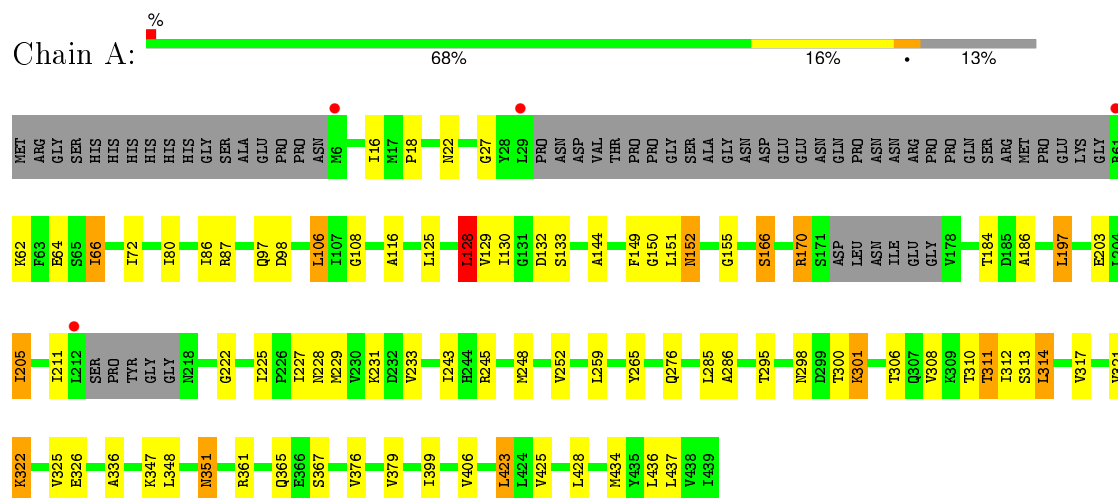 %
Chain A:
68% 16% • 13%
MET ARG GLY SER HIS HIS HIS HIS HIS HIS GLY SER ALA GLU PRO PRO ASN M6 I16 M17 P18 N22 G27 Y28 L29 PRO ASN ASP VAL THR PRO PRO GLY SER ALA GLY ASN ASP GLU GLU ASN GLN PRO ASN ASN ARG PRO PRO GLN SER ARG MET PRO GLU LYS GLY R61
K62 F63 E64 S65 I66 I72 I80 I86 R87 Q97 D98 L106 I107 G108 A116 L125 L128 V129 I130 G131 D132 S133 A144 F149 G150 L151 N152 G155 S166 R170 S171 ASP LEU ASN ILE GLU GLY V178 T184 D185 A186 L197 E203 L204
I205 I211 L212 SER PRO TYR GLY GLY N218 G222 I225 P226 I227 N228 M229 V230 K231 D232 V233 I243 H244 R245 M248 V252 L259 Y265 Q276 L285 A286 T295 N298 D299 T300 K301 T306 Q307 V308 K309 T310 T311 I312 S313 L314 V317 V321
K322 V325 E326 A336 K347 L348 N351 R361 Q365 E366 S367 V376 V379 I399 V406 L423 L424 V425 L428 M434 Y435 L436 L437 V438 I439